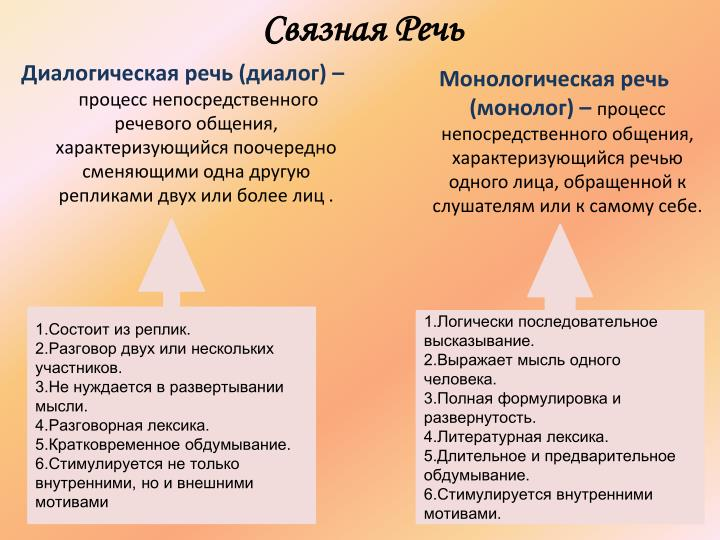 Связная Речь
Диалогическая речь (диалог) –
процесс непосредственного
речевого общения,
характеризующийся поочередно
сменяющими одна другую
репликами двух или более лиц .
Монологическая речь
(монолог) – процесс
непосредственного общения,
характеризующийся речью
одного лица, обращенной к
слушателям или к самому себе.
1.Состоит из реплик.
2.Разговор двух или нескольких
участников.
3.Не нуждается в развертывании
мысли.
4.Разговорная лексика.
5.Кратковременное обдумывание.
6.Стимулируется не только
внутренними, но и внешними
мотивами
1.Логически последовательное
высказывание.
2.Выражает мысль одного
человека.
3.Полная формулировка и
развернутость.
4.Литературная лексика.
5.Длительное и предварительное
обдумывание.
6.Стимулируется внутренними
мотивами.